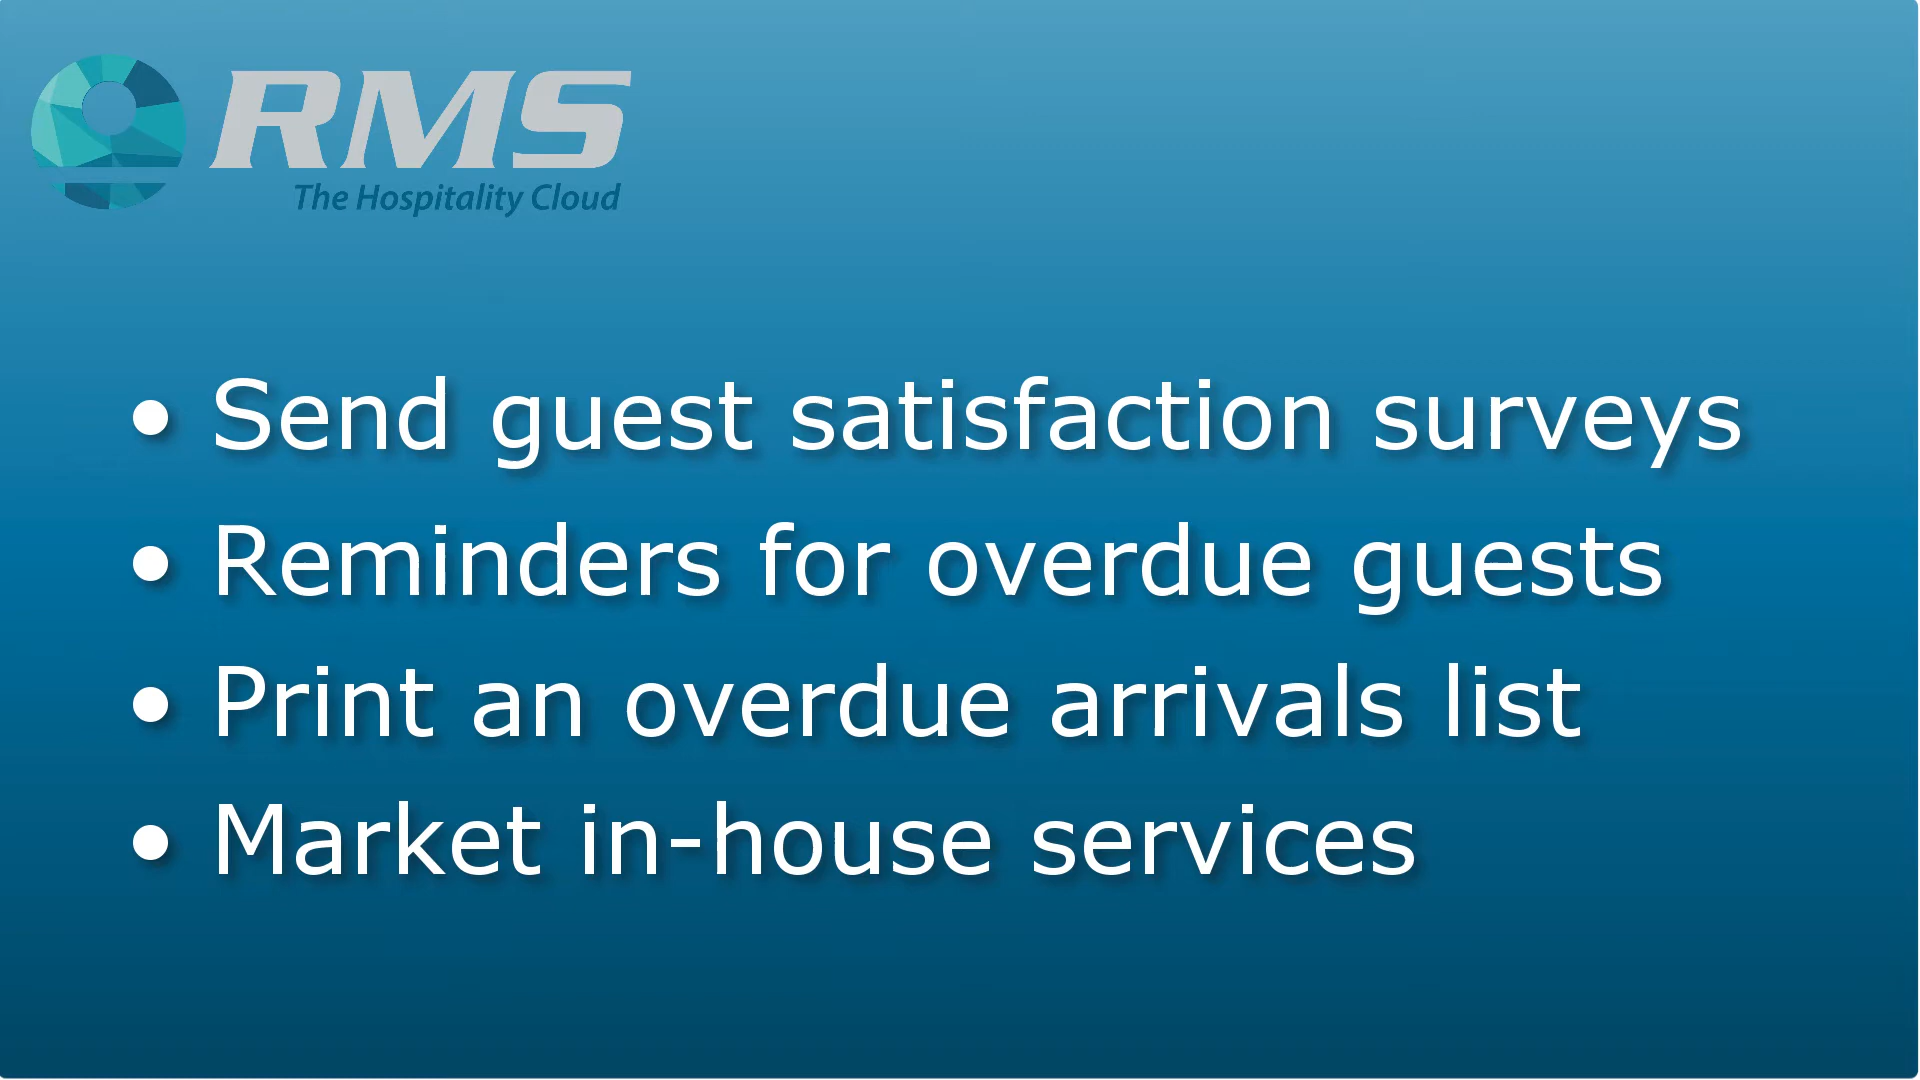 RMS
The Hospitality Cloud
• Send guest satisfaction surveys
• Reminders for overdue guests
• Print an overdue arrivals list
• Market in-house services